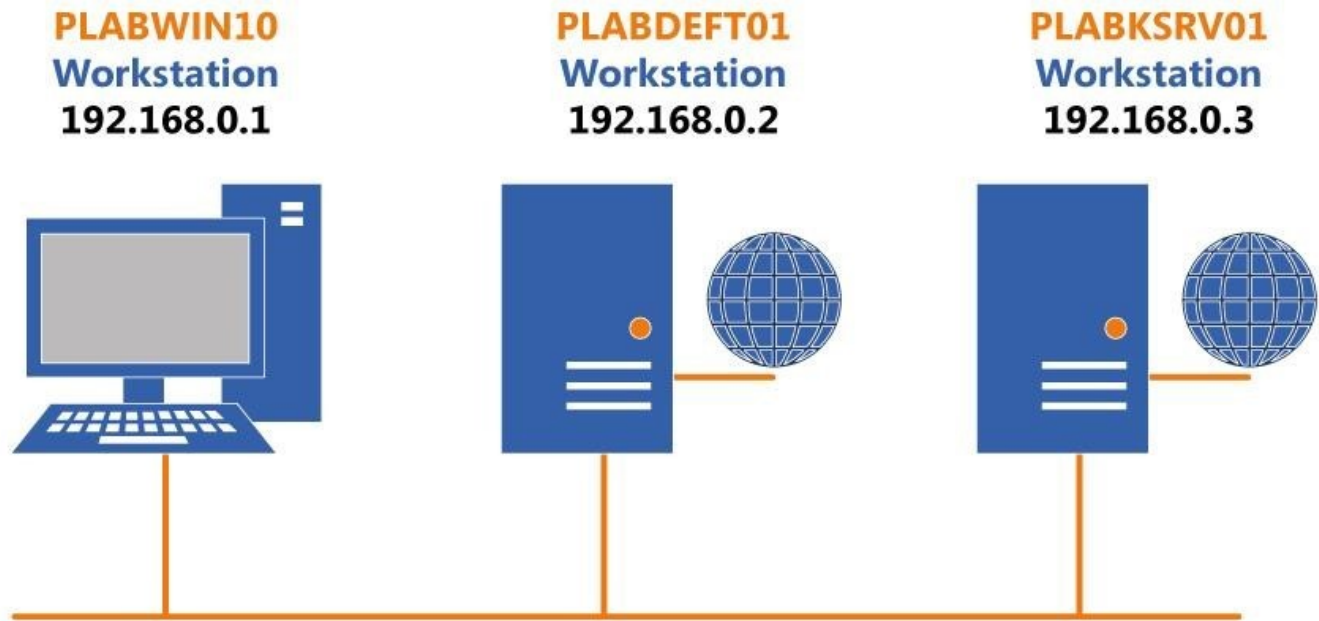 PLABWIN10
Workstation
192.168.0.1
PLABDEFT01
Workstation
192.168.0.2
PLABKSRV01
Workstation
192.168.0.3